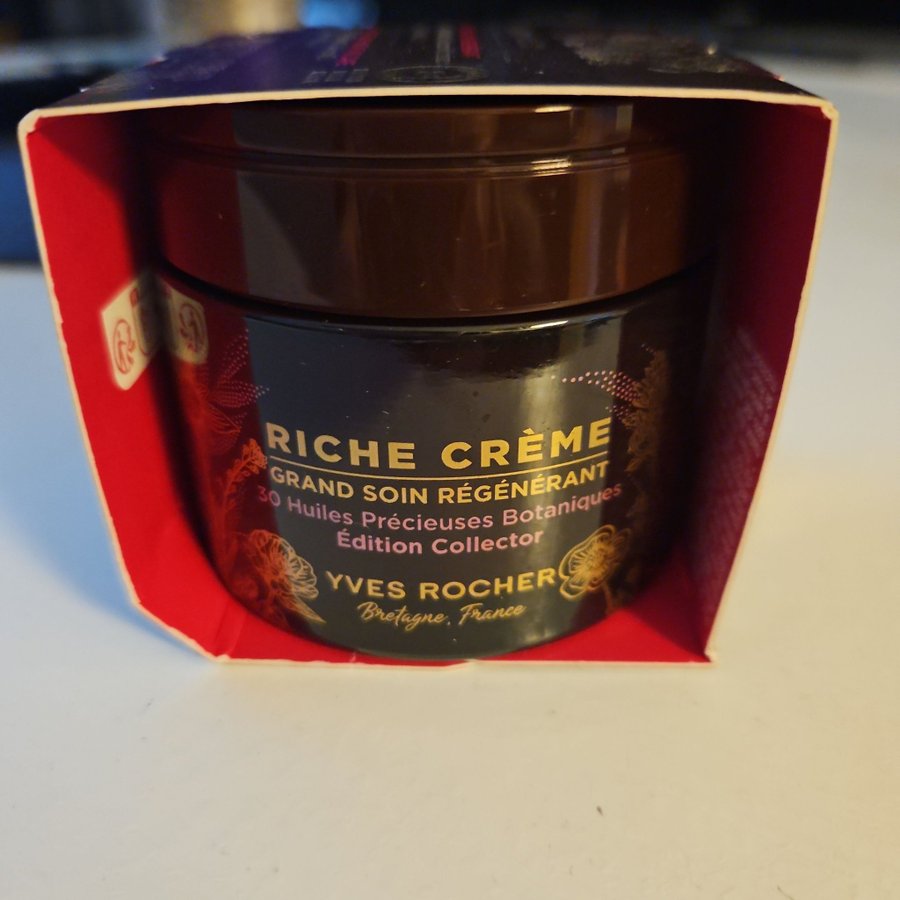 RICHE CRÈME
GRAND SOIN RÉGÉNÉRANT
30 Huiles Précieuses Botaniques
Édition Collector
YVES ROCHER
Bretagne, France